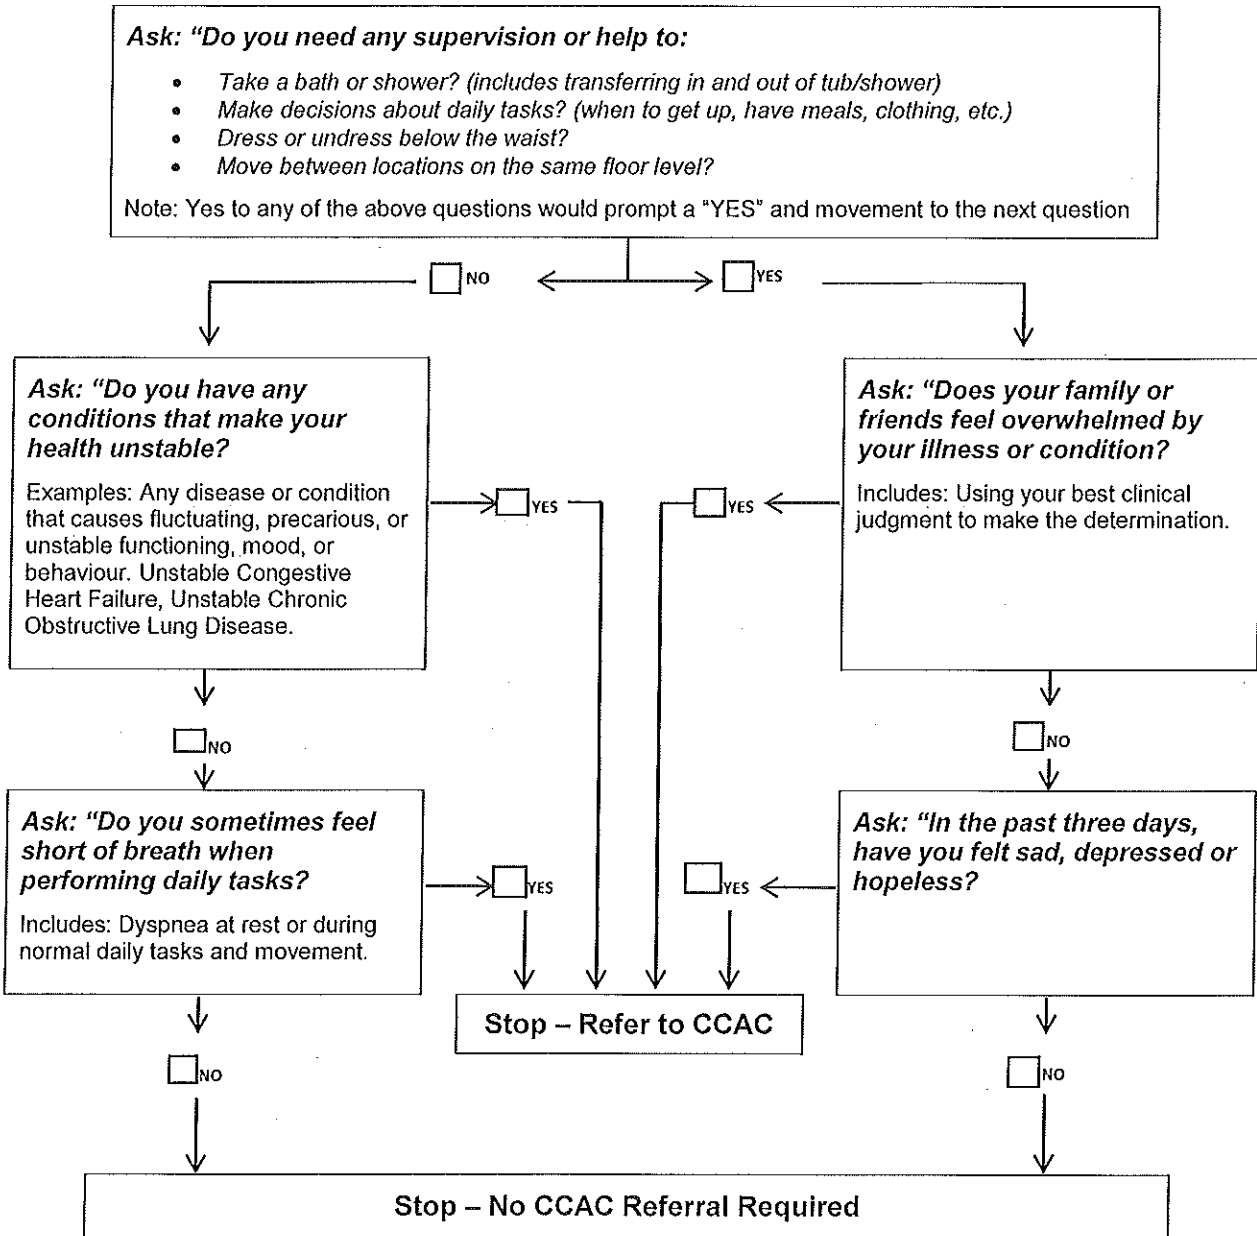 Ask: "Do you need any supervision or help to:
• Take a bath or shower? (includes transferring in and out of tub/shower)
• Make decisions about daily tasks? (when to get up, have meals, clothing, etc.)
• Dress or undress below the waist?
• Move between locations on the same floor level?
Note: Yes to any of the above questions would prompt a "YES" and movement to the next question
NO
YES
Ask: "Do you have any
conditions that make your
health unstable?
Examples: Any disease or condition
that causes fluctuating, precarious, or
unstable functioning, mood, or
behaviour. Unstable Congestive
Heart Failure, Unstable Chronic
Obstructive Lung Disease.
YES
YES
Ask: "Does your family or
friends feel overwhelmed by
your illness or condition?
Includes: Using your best clinical
judgment to make the determination.
NO
NO
Ask: "Do you sometimes feel
short of breath when
performing daily tasks?
Includes: Dyspnea at rest or during
normal daily tasks and movement.
YES
YES
Ask: "In the past three days,
have you felt sad, depressed or
hopeless?
Stop – Refer to CCAC
NO
NO
Stop – No CCAC Referral Required